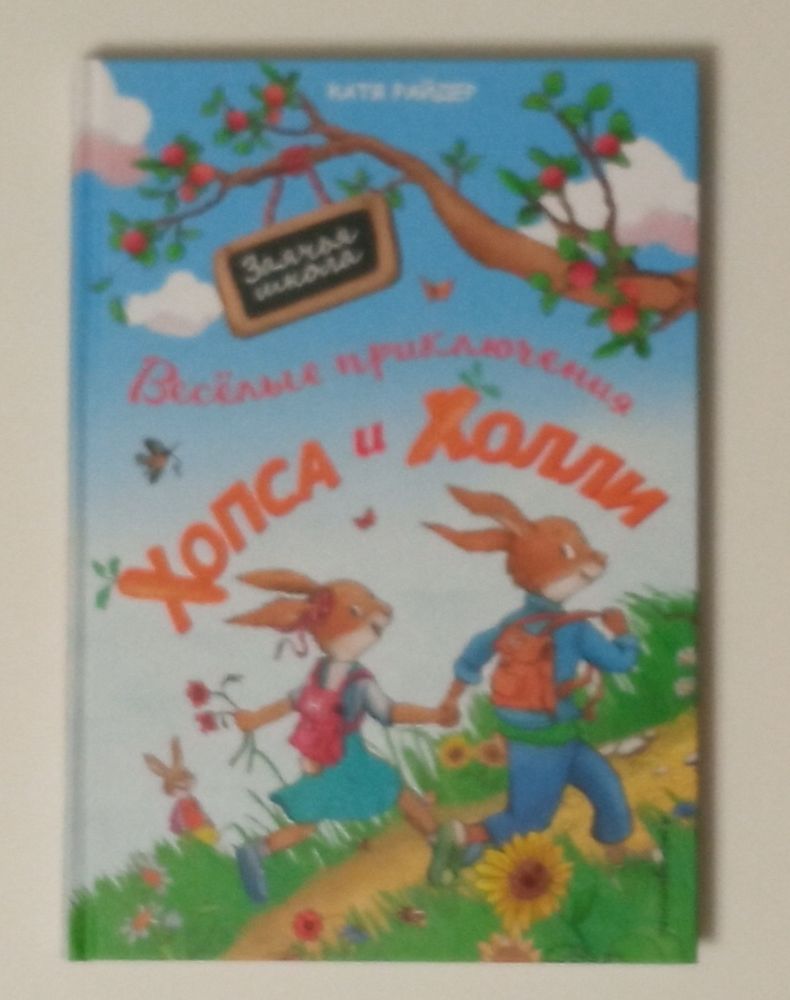 КАТЯ РАЙДЕР
Заячья
школа
Весёлые приключения
ХОПСА и ХОЛЛИ